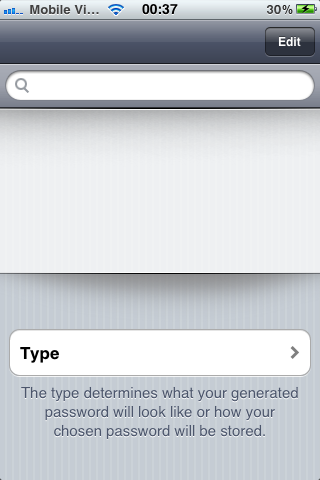 Mobile Vi... 00:37 30%
Edit
Type
The type determines what your generated
password will look like or how your
chosen password will be stored.